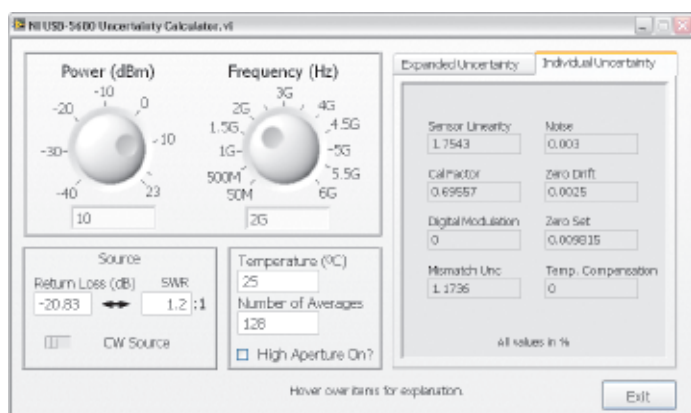 NI USB-5680 Uncertainty Calculator.vi
Power (dBm)
-40 -30 -20 -10 0 10 23
10
Frequency (Hz)
50M 500M 1G 1.5G 2G 3G 4G 4.5G 5G 5.5G 6G
2G
Source
Return Loss (dB) SWR
-20.83 1.2 :1
CW Source
Temperature (ºC)
25
Number of Averages
128
High Aperture On?
Expanded Uncertainty Individual Uncertainty
Sensor Linearity Noise
1.7543 0.003
Cal Factor Zero Drift
0.69557 0.0025
Digital Modulation Zero Set
0 0.009815
Mismatch Unc Temp. Compensation
1.1736 0
All values in %
Hover over items for explanation.
Exit